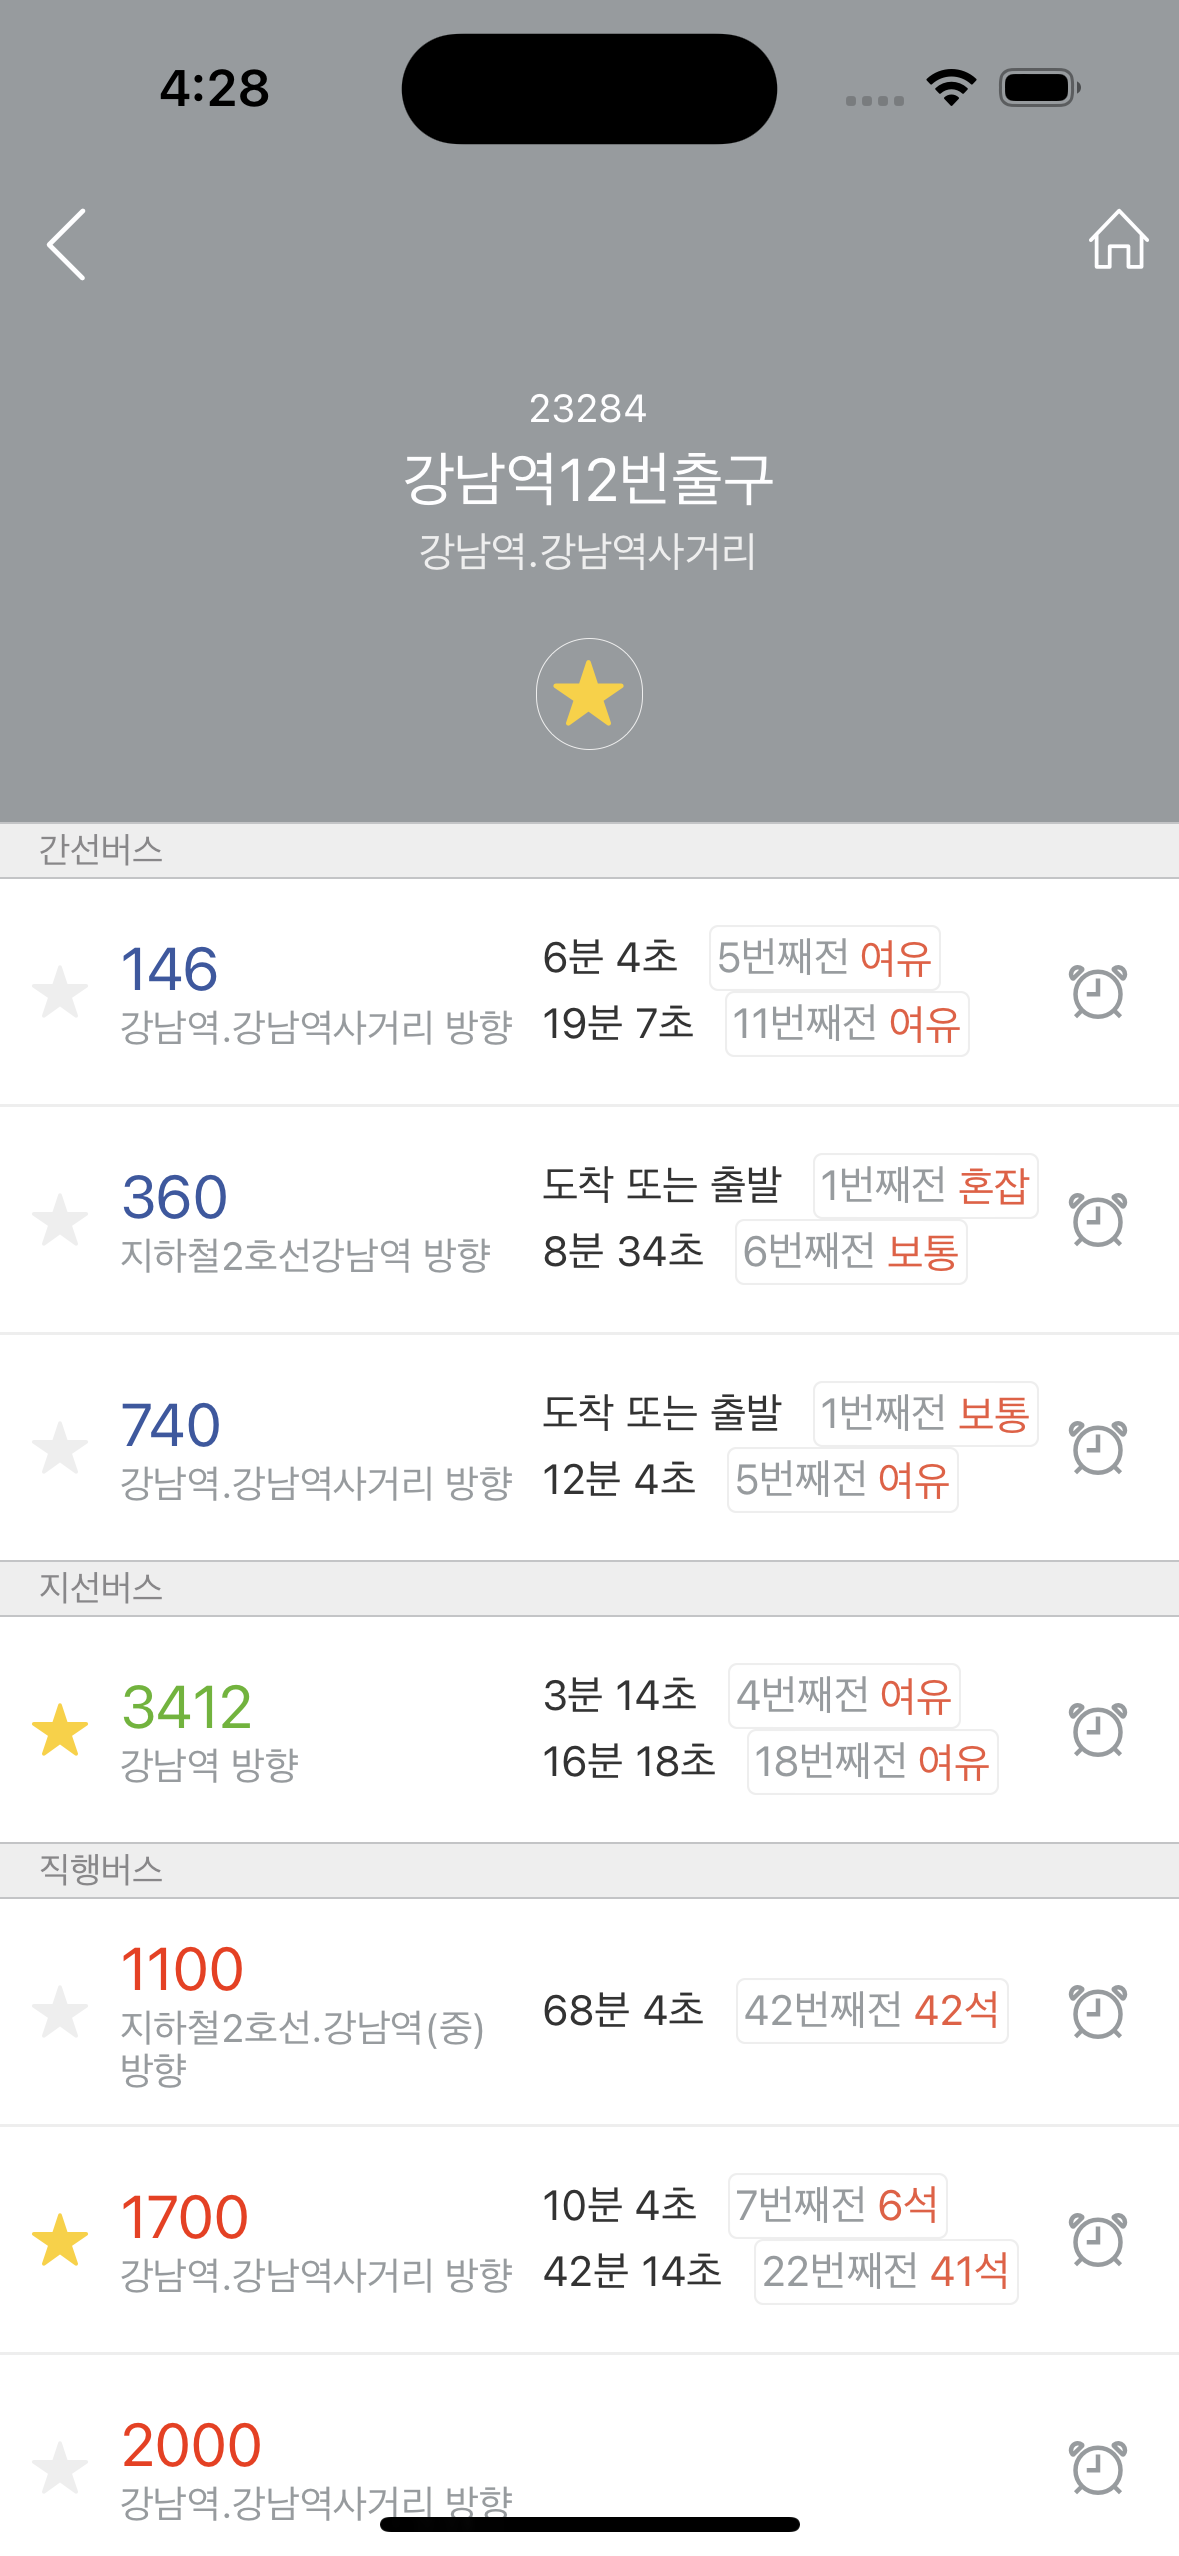 4:28
23284
강남역12번출구
강남역.강남역사거리
간선버스
146
강남역.강남역사거리 방향
6분 4초 5번째전 여유
19분 7초 11번째전 여유
360
지하철2호선강남역 방향
도착 또는 출발 1번째전 혼잡
8분 34초 6번째전 보통
740
강남역.강남역사거리 방향
도착 또는 출발 1번째전 보통
12분 4초 5번째전 여유
지선버스
3412
강남역 방향
3분 14초 4번째전 여유
16분 18초 18번째전 여유
직행버스
1100
지하철2호선.강남역(중)
방향
68분 4초 42번째전 42석
1700
강남역.강남역사거리 방향
10분 4초 7번째전 6석
42분 14초 22번째전 41석
2000
강남역.강남역사거리 방향